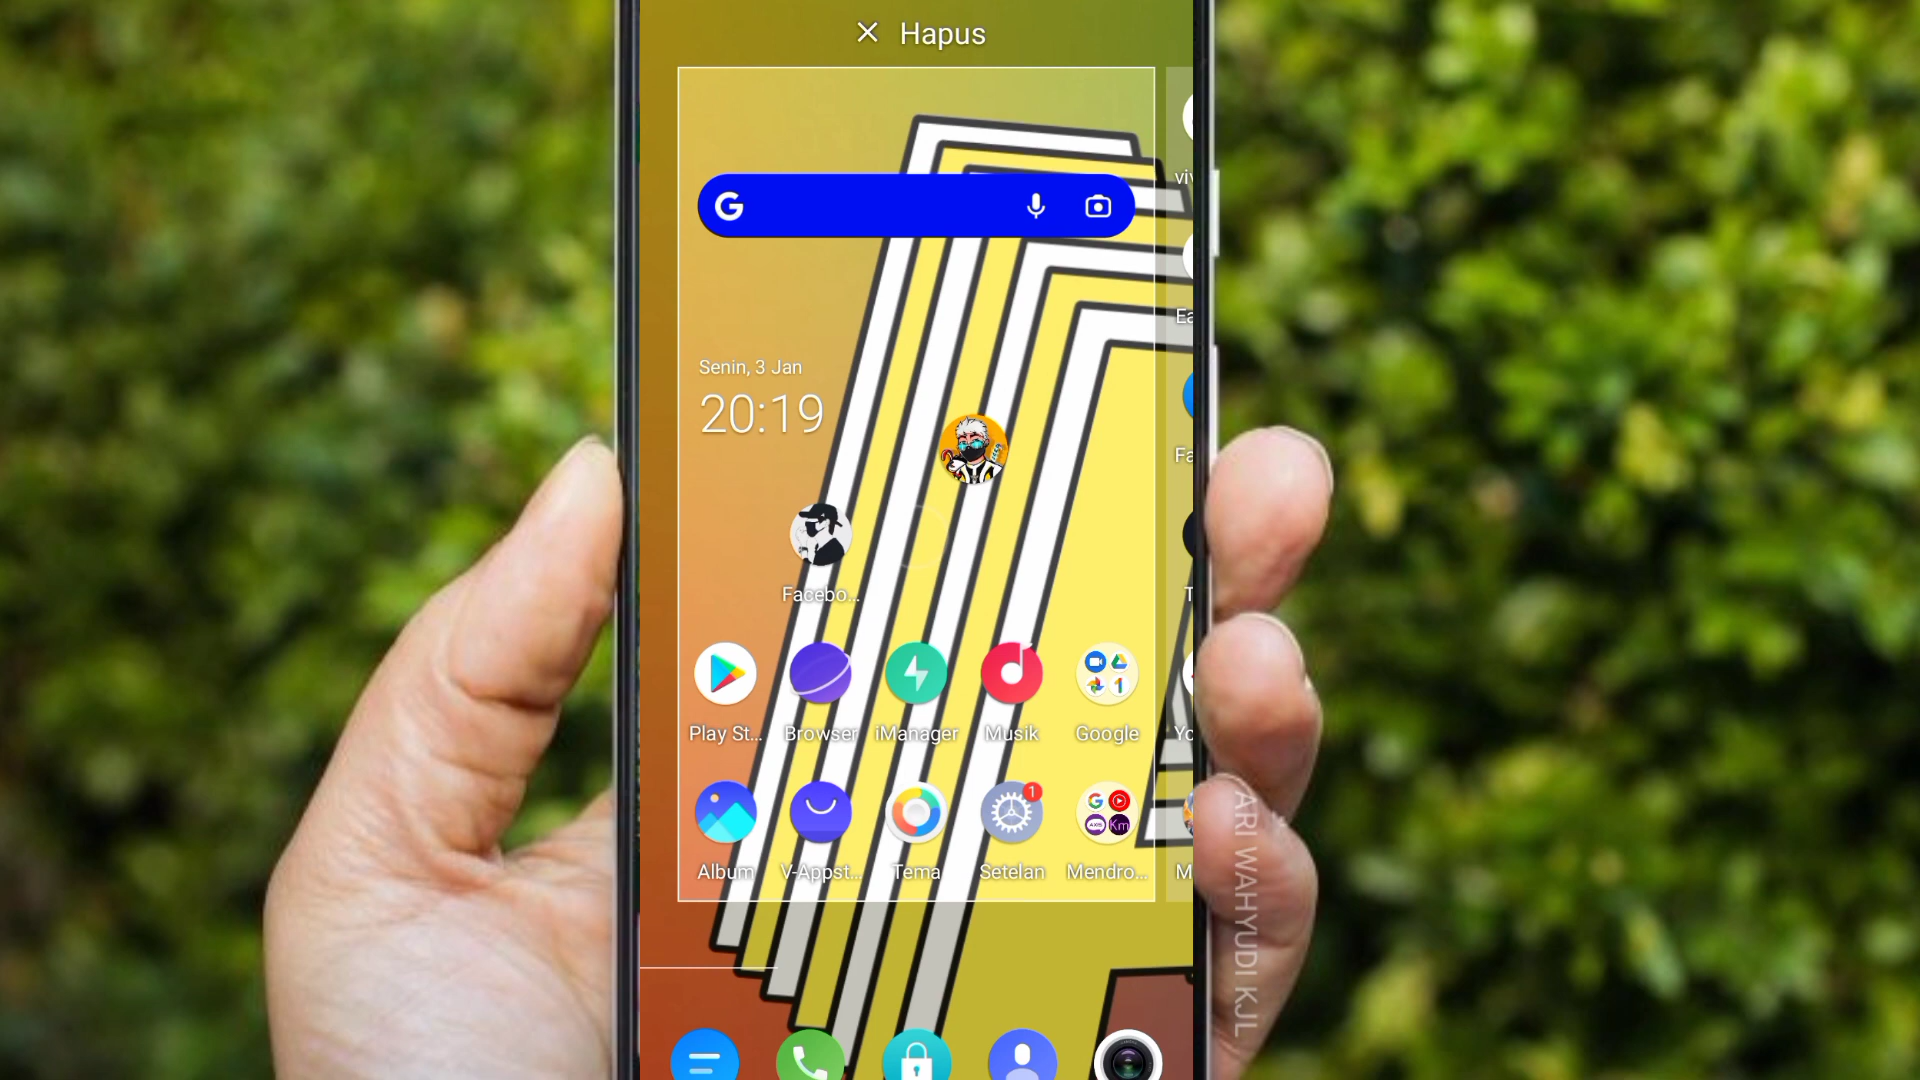 Hapus
Senin, 3 Jan
20:19
Facebo...
Play St...
Browser
iManager
Musik
Google
Album
V-Appst...
Tema
Setelan
1
Mendro...
ARI WAHYUDI KJL